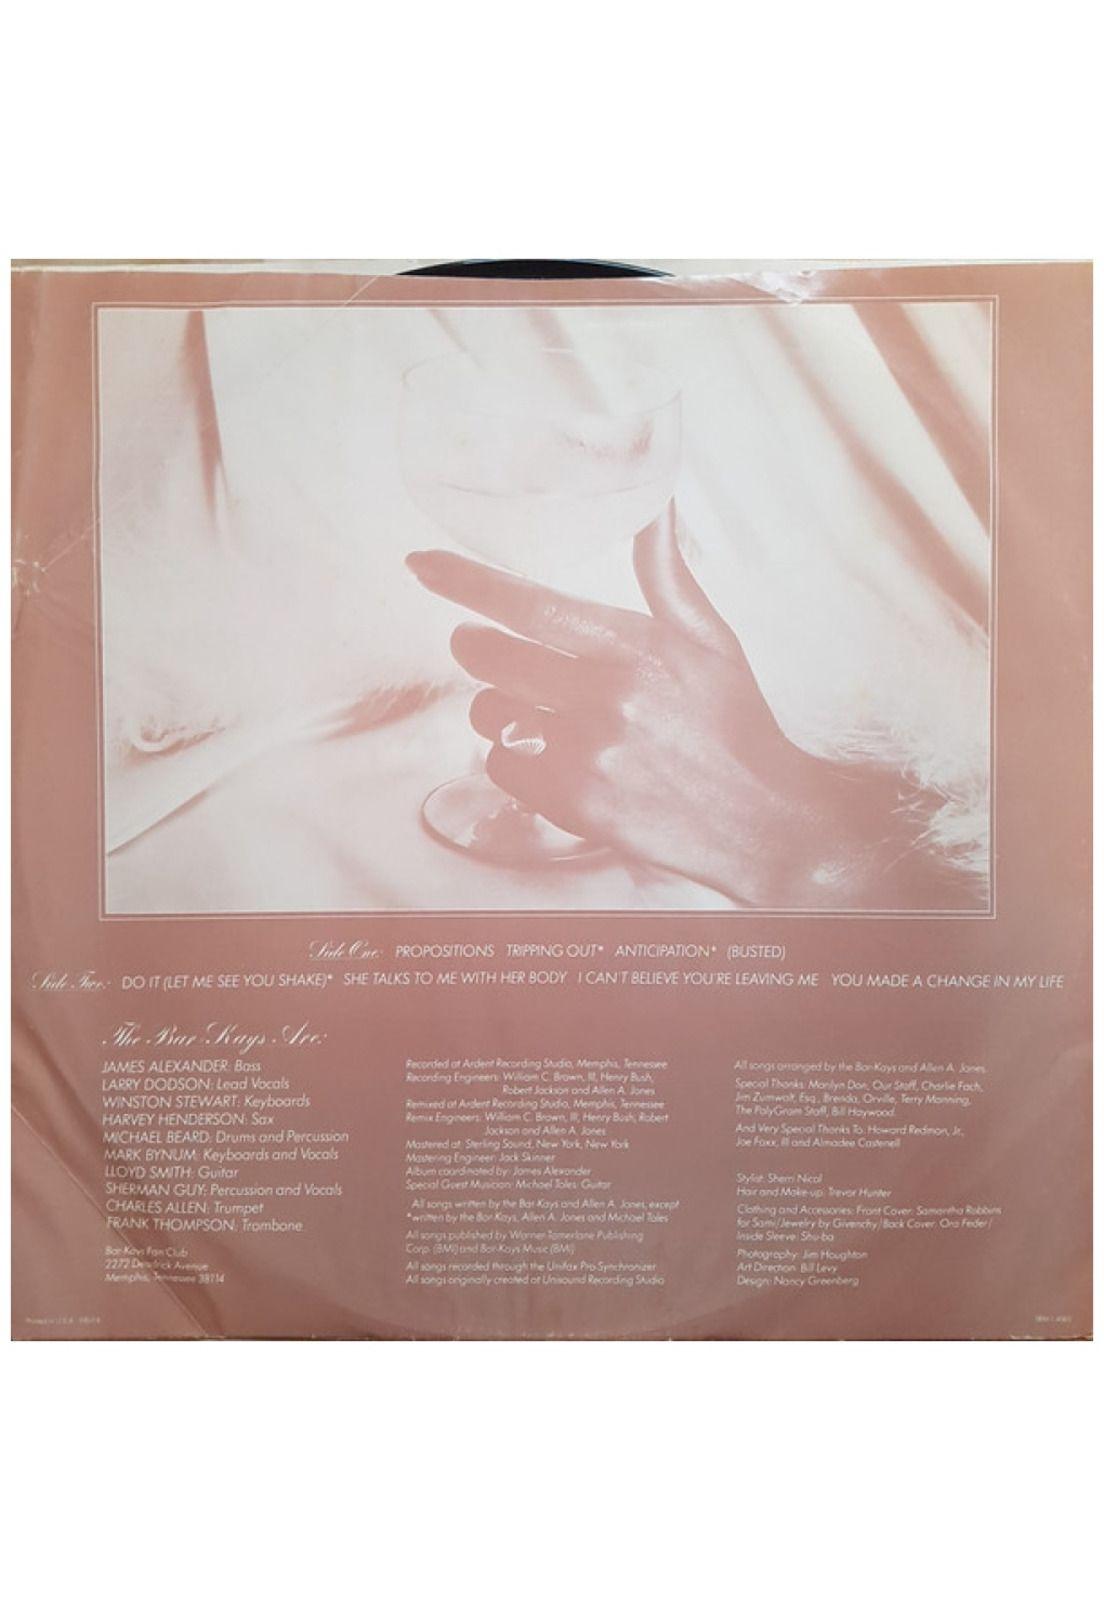 Side One: PROPOSITIONS TRIPPING OUT* ANTICIPATION* (BUSTED)
Side Two: DO IT (LET ME SEE YOU SHAKE)* SHE TALKS TO ME WITH HER BODY I CAN'T BELIEVE YOU'RE LEAVING ME YOU MADE A CHANGE IN MY LIFE
The Bar-Kays Are:
JAMES ALEXANDER: Bass
LARRY DODSON: Lead Vocals
WINSTON STEWART: Keyboards
HARVEY HENDERSON: Sax
MICHAEL BEARD: Drums and Percussion
MARK BYNUM: Keyboards and Vocals
LLOYD SMITH: Guitar
SHERMAN GUY: Percussion and Vocals
CHARLES ALLEN: Trumpet
FRANK THOMPSON: Trombone
Bar-Kays Fan Club
2272 Deadrick Avenue
Memphis, Tennessee 38114
Recorded at Ardent Recording Studio, Memphis, Tennessee
Recording Engineers: William C. Brown, III, Henry Bush,
Robert Jackson and Allen A. Jones
Remixed at Ardent Recording Studio, Memphis, Tennessee
Remix Engineers: William C. Brown, III, Henry Bush, Robert
Jackson and Allen A. Jones
Mastered at: Sterling Sound, New York, New York
Mastering Engineer: Jack Skinner
Album coordinated by: James Alexander
Special Guest Musician: Michael Toles: Guitar
All songs written by the Bar-Kays and Allen A. Jones, except
*written by the Bar-Kays, Allen A. Jones and Michael Toles
All songs published by Warner-Tamerlane Publishing
Corp. (BMI) and Bar-Kays Music (BMI)
All songs recorded through the Unifax Pro-Synchronizer
All songs originally created at Unisound Recording Studio
All songs arranged by the Bar-Kays and Allen A. Jones.
Special Thanks: Marilyn Don, Our Staff, Charlie Fach,
Jim Zumwalt, Esq., Brenda, Orville, Terry Manning,
The PolyGram Staff, Bill Haywood.
And Very Special Thanks To: Howard Redmon, Jr.,
Joe Foxx, III and Almadee Castenell
Stylist: Sherri Nicol
Hair and Make-up: Trevor Hunter
Clothing and Accessories: Front Cover: Samantha Robbins
for Sami/Jewelry by Givenchy/Back Cover: Ora Feder/
Inside Sleeve: Shu-ba
Photography: Jim Houghton
Art Direction: Bill Levy
Design: Nancy Greenberg
Printed in U.S.A.